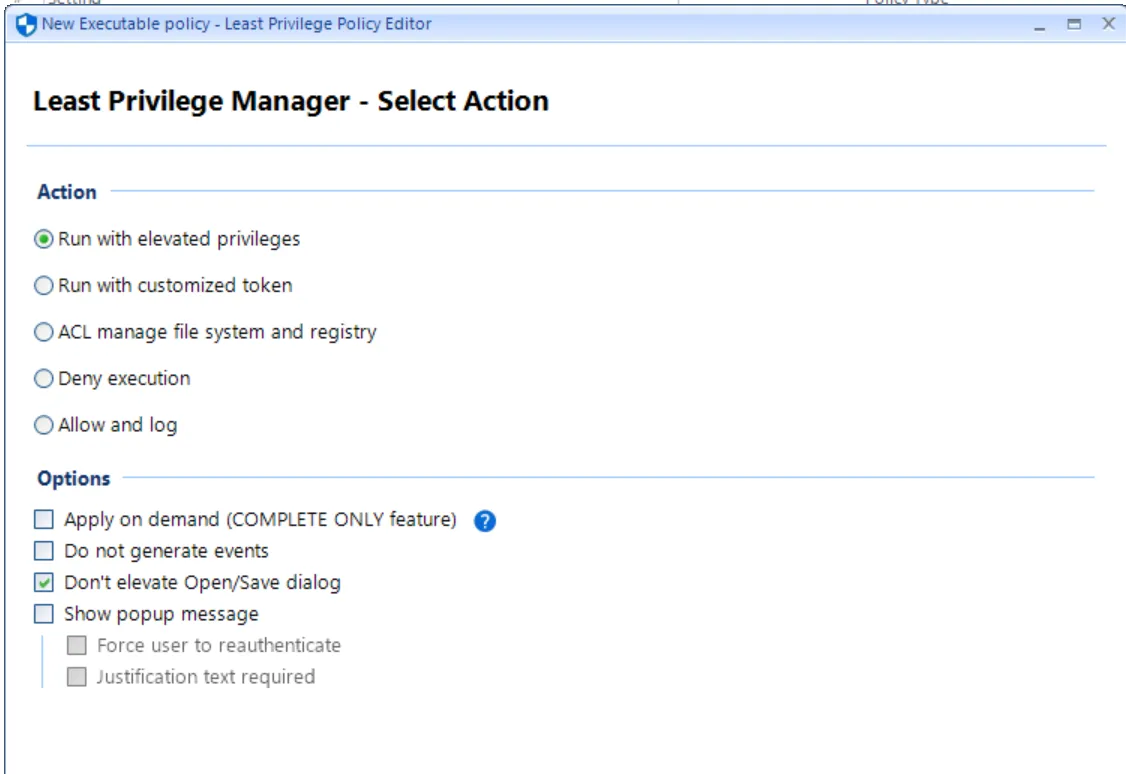 Setting Policy Type
New Executable policy - Least Privilege Policy Editor
Least Privilege Manager - Select Action
Action
Run with elevated privileges
Run with customized token
ACL manage file system and registry
Deny execution
Allow and log
Options
Apply on demand (COMPLETE ONLY feature) ?
Do not generate events
Don't elevate Open/Save dialog
Show popup message
Force user to reauthenticate
Justification text required